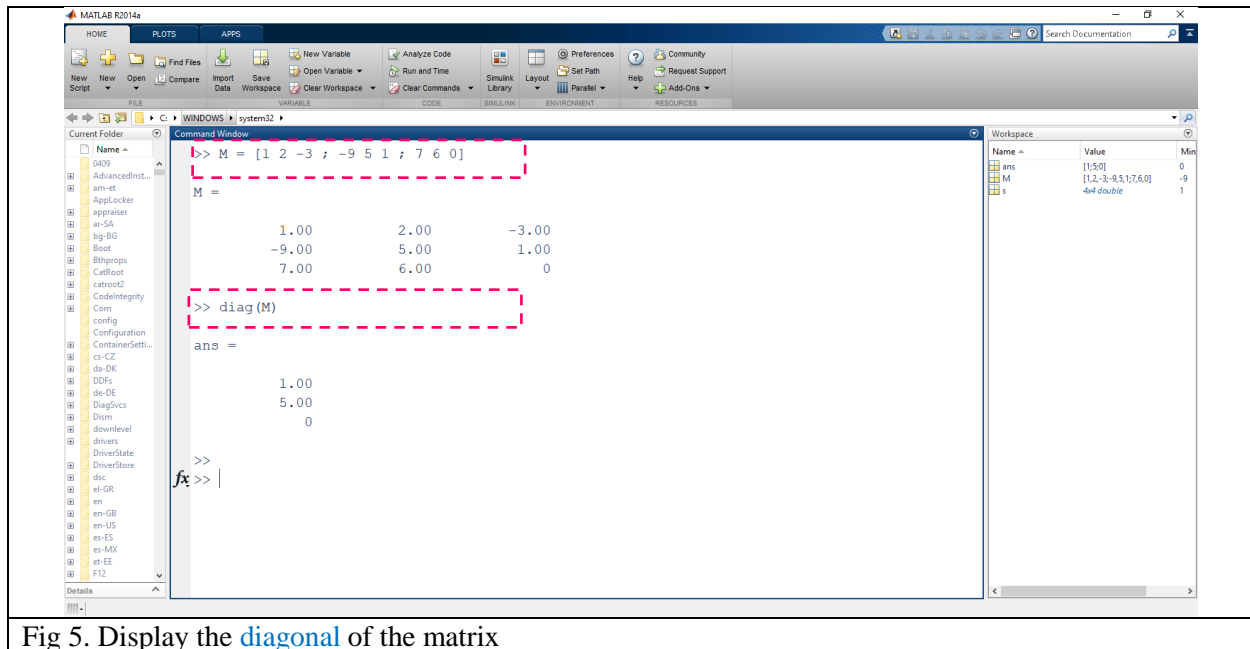 MATLAB R2014a
HOME PLOTS APPS
Search Documentation
New Script
New
Open
Find Files
Compare
Import Data
Save Workspace
New Variable
Open Variable
Clear Workspace
Analyze Code
Run and Time
Clear Commands
Simulink Library
Layout
Preferences
Set Path
Parallel
Help
Community
Request Support
Add-Ons
FILE VARIABLE CODE SIMULINK ENVIRONMENT RESOURCES
C: WINDOWS system32
Current Folder
Name
0409
AdvancedInst...
am-et
AppLocker
appraiser
ar-SA
bg-BG
Boot
Bthprops
CatRoot
catroot2
CodeIntegrity
Com
config
Configuration
ContainerSetti...
cs-CZ
da-DK
DDFs
de-DE
DiagSvcs
Dism
downlevel
drivers
DriverState
DriverStore
dsc
el-GR
en
en-GB
en-US
es-ES
es-MX
et-EE
F12
Details
Command Window
>> M = [1 2 -3 ; -9 5 1 ; 7 6 0]
M =
1.00 2.00 -3.00
-9.00 5.00 1.00
7.00 6.00 0
>> diag(M)
ans =
1.00
5.00
0
>>
fx >>
Workspace
Name Value Min
ans [1;5;0] 0
M [1,2,-3;-9,5,1;7,6,0] -9
s 4x4 double 1
Fig 5. Display the diagonal of the matrix